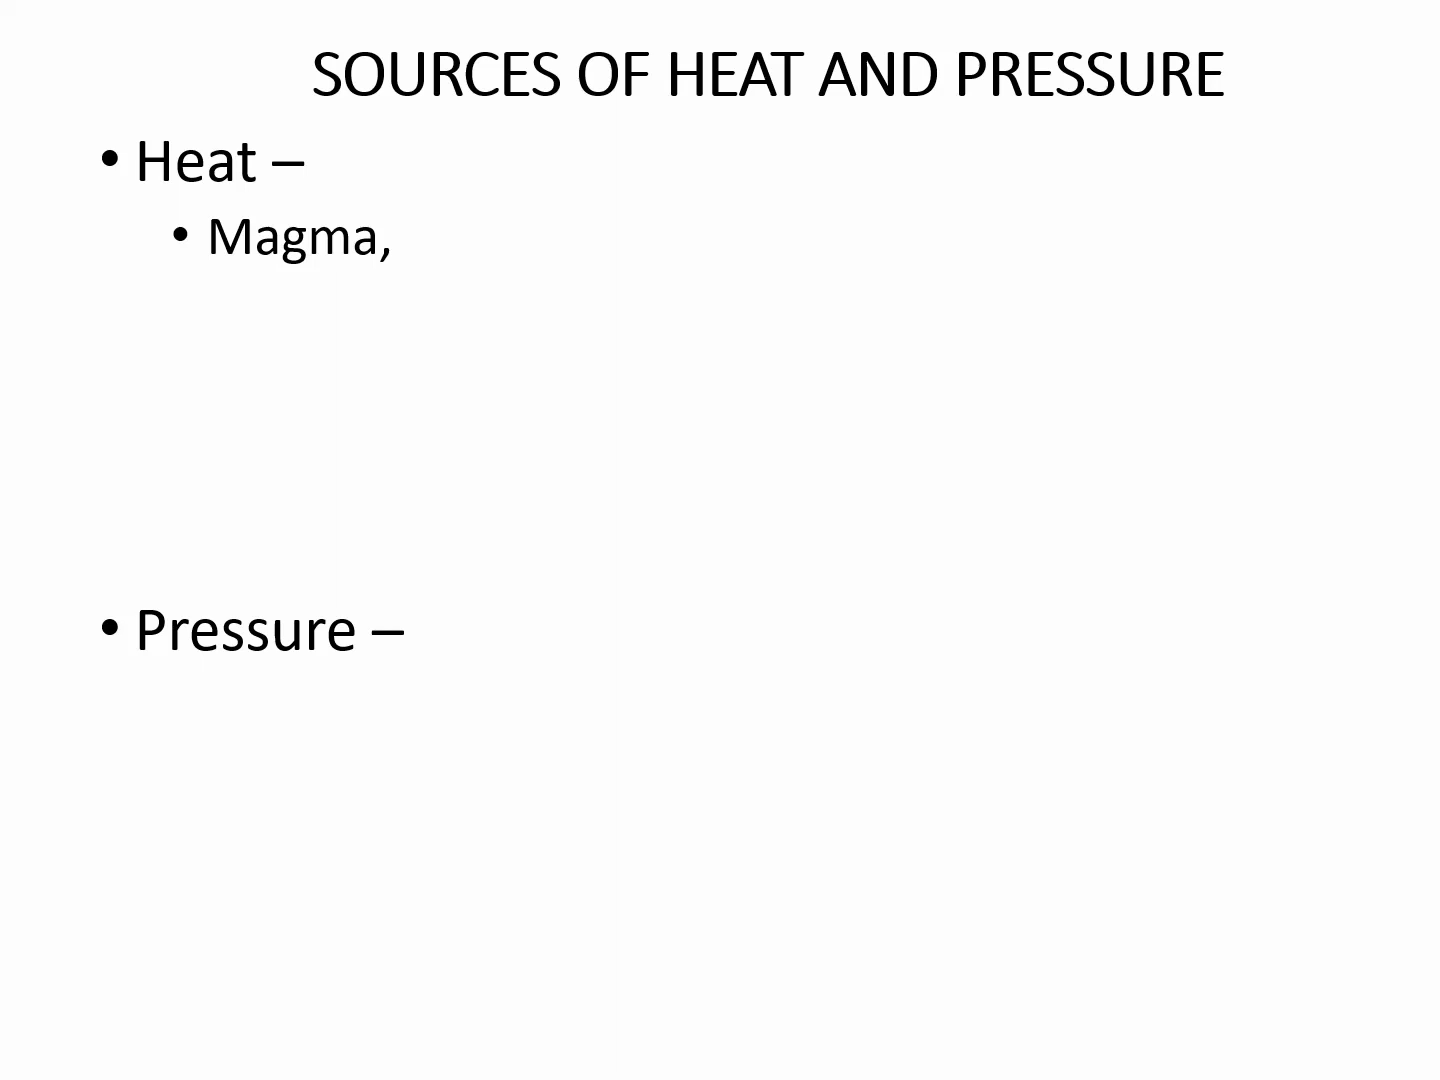 SOURCES OF HEAT AND PRESSURE
• Heat –
• Magma,
• Pressure –